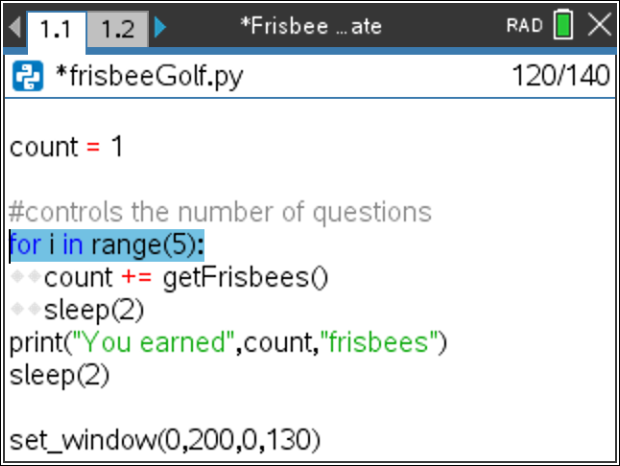 1.1 1.2 *Frisbee ...ate RAD
*frisbeeGolf.py 120/140
count = 1
#controls the number of questions
for i in range(5):
count += getFrisbees()
sleep(2)
print("You earned",count,"frisbees")
sleep(2)
set_window(0,200,0,130)